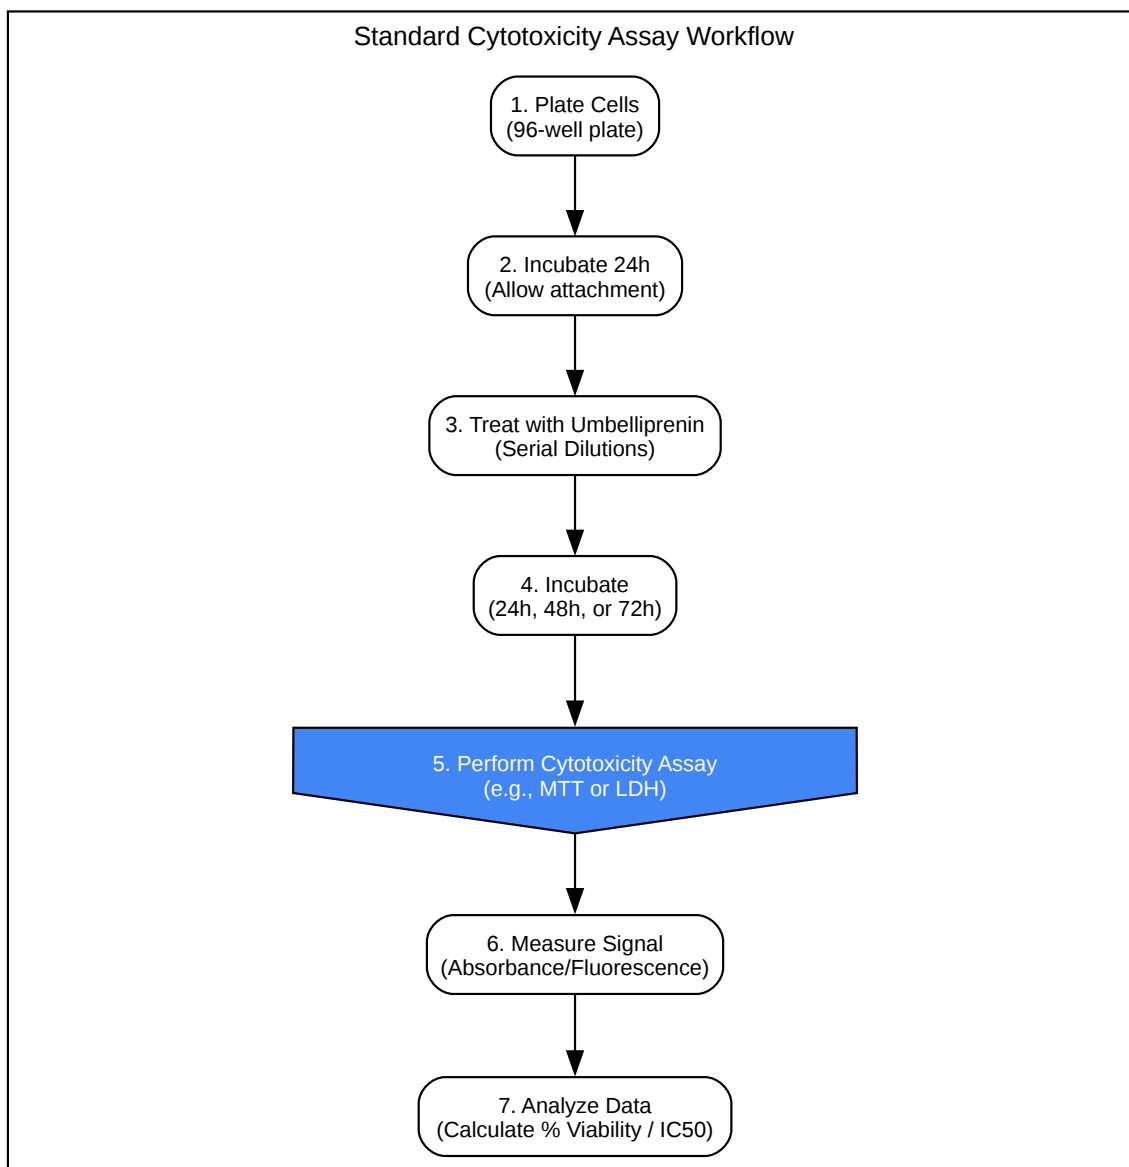 Standard Cytotoxicity Assay Workflow
1. Plate Cells
(96-well plate)
2. Incubate 24h
(Allow attachment)
3. Treat with Umbelliprenin
(Serial Dilutions)
4. Incubate
(24h, 48h, or 72h)
5. Perform Cytotoxicity Assay
(e.g., MTT or LDH)
6. Measure Signal
(Absorbance/Fluorescence)
7. Analyze Data
(Calculate % Viability / IC50)